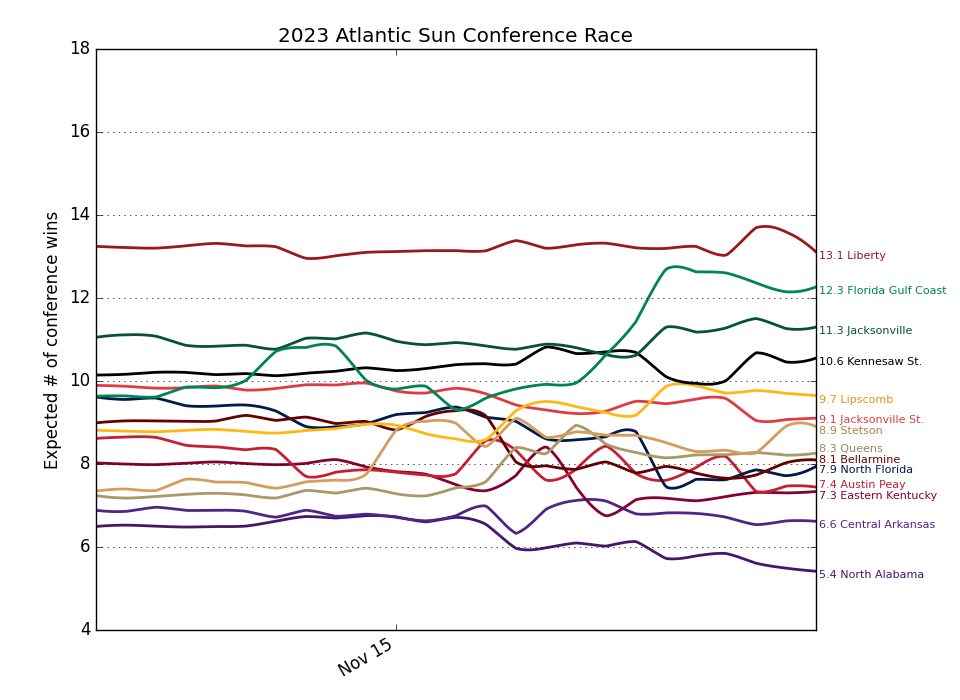 2023 Atlantic Sun Conference Race
Expected # of conference wins
18
16
14
12
10
8
6
4
Nov 15
13.1 Liberty
12.3 Florida Gulf Coast
11.3 Jacksonville
10.6 Kennesaw St.
9.7 Lipscomb
9.1 Jacksonville St.
8.9 Stetson
8.3 Queens
8.1 Bellarmine
7.9 North Florida
7.4 Austin Peay
7.3 Eastern Kentucky
6.6 Central Arkansas
5.4 North Alabama